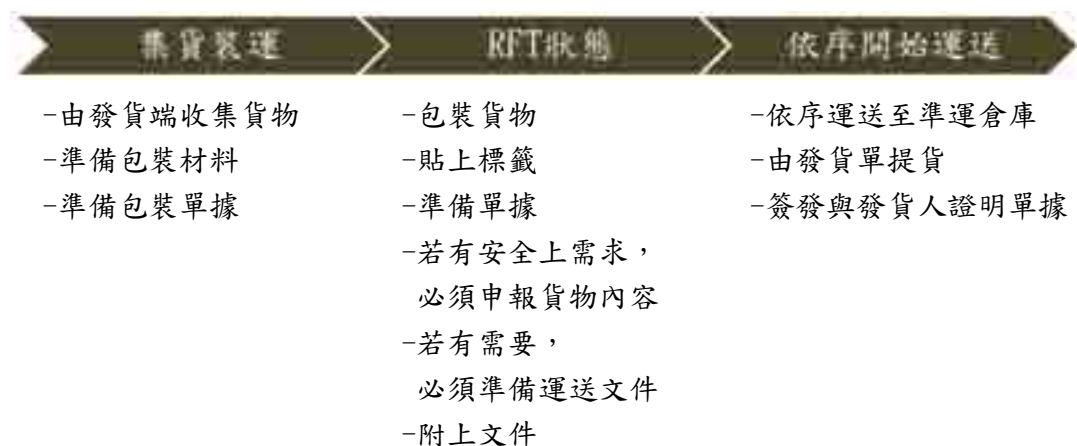 集貨裝運
RFT狀態
依序開始運送
-由發貨端收集貨物
-準備包裝材料
-準備包裝單據
-包裝貨物
-貼上標籤
-準備單據
-若有安全上需求，
必須申報貨物內容
-若有需要，
必須準備運送文件
-附上文件
-依序運送至準運倉庫
-由發貨單提貨
-簽發與發貨人證明單據